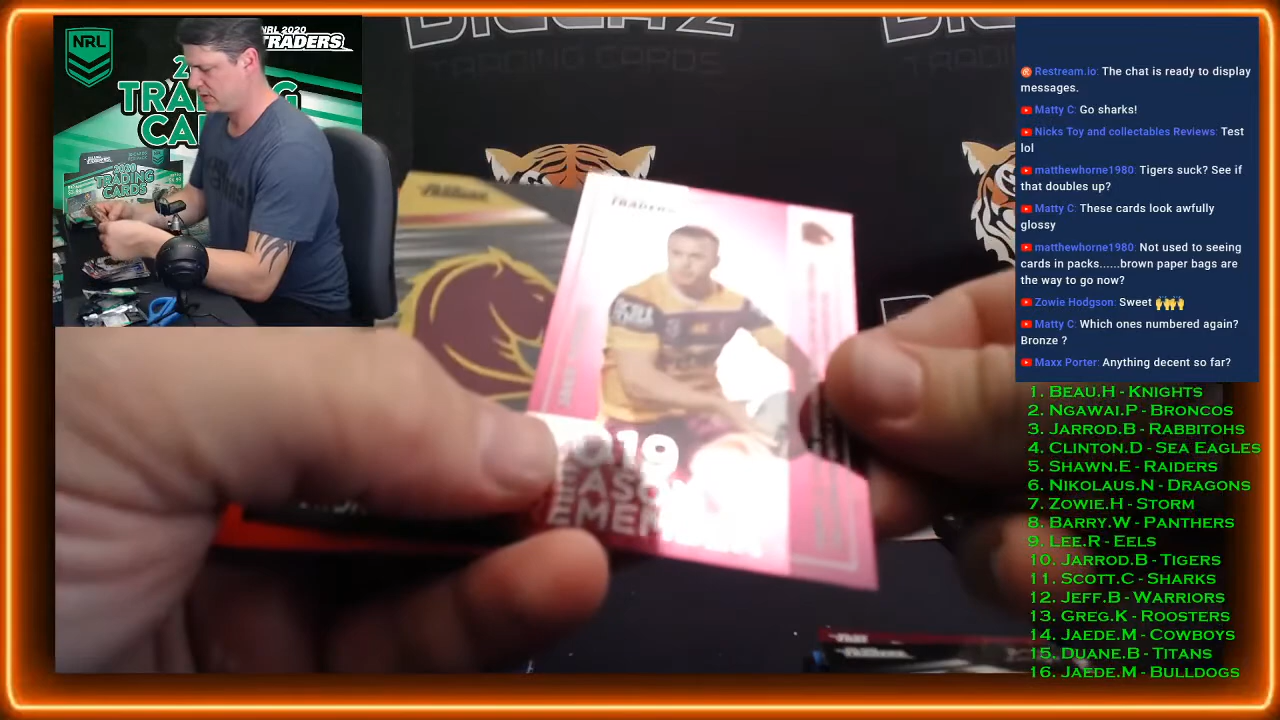 NRL
NRL 2020
TRADERS
TRADING CARDS
2020
TRADING
CARDS
Restream.io: The chat is ready to display
messages.
Matty C: Go sharks!
Nicks Toy and collectables Reviews: Test
lol
matthewhorne1980: Tigers suck? See if
that doubles up?
Matty C: These cards look awfully
glossy
matthewhorne1980: Not used to seeing
cards in packs......brown paper bags are
the way to go now?
Zowie Hodgson: Sweet 🙌🙌
Matty C: Which ones numbered again?
Bronze ?
Maxx Porter: Anything decent so far?
TRADERS
1. Beau.H - Knights
2. Ngawai.P - Broncos
3. Jarrod.B - Rabbitohs
4. Clinton.D - Sea Eagles
5. Shawn.E - Raiders
6. Nikolaus.N - Dragons
7. Zowie.H - Storm
8. Barry.W - Panthers
9. Lee.R - Eels
10. Jarrod.B - Tigers
11. Scott.C - Sharks
12. Jeff.B - Warriors
13. Greg.K - Roosters
14. Jaede.M - Cowboys
15. Duane.B - Titans
16. Jaede.M - Bulldogs